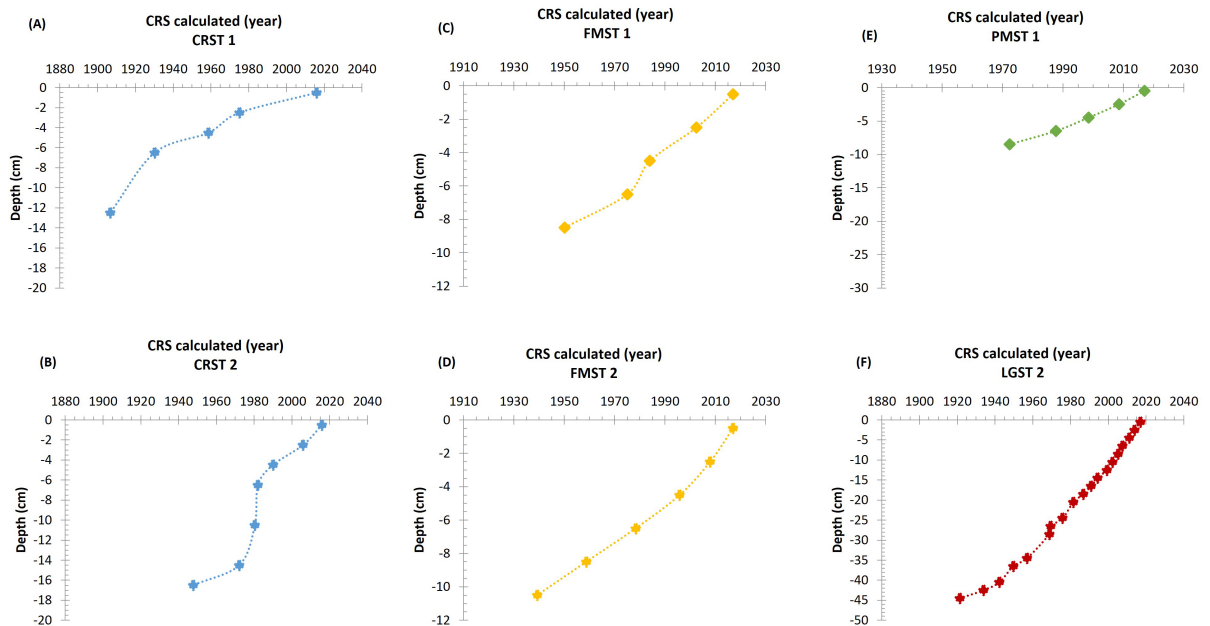 (A)
CRS calculated (year)
CRST 1
1880 1900 1920 1940 1960 1980 2000 2020 2040
0
-2
-4
-6
-8
-10
-12
-14
-16
-18
-20
Depth (cm)
(C)
CRS calculated (year)
FMST 1
1910 1930 1950 1970 1990 2010 2030
0
-2
-4
-6
-8
-10
-12
Depth (cm)
(E)
CRS calculated (year)
PMST 1
1930 1950 1970 1990 2010 2030
0
-5
-10
-15
-20
-25
-30
Depth (cm)
(B)
CRS calculated (year)
CRST 2
1880 1900 1920 1940 1960 1980 2000 2020 2040
0
-2
-4
-6
-8
-10
-12
-14
-16
-18
-20
Depth (cm)
(D)
CRS calculated (year)
FMST 2
1910 1930 1950 1970 1990 2010 2030
0
-2
-4
-6
-8
-10
-12
Depth (cm)
(F)
CRS calculated (year)
LGST 2
1880 1900 1920 1940 1960 1980 2000 2020 2040
0
-5
-10
-15
-20
-25
-30
-35
-40
-45
-50
Depth (cm)